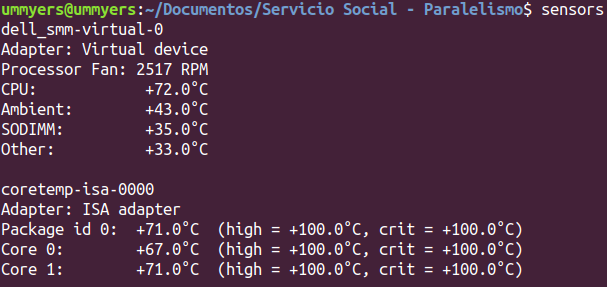 ummyers@ummyers:~/Documentos/Servicio Social - Paralelismo$ sensors
dell_smm-virtual-0
Adapter: Virtual device
Processor Fan: 2517 RPM
CPU:            +72.0°C
Ambient:        +43.0°C
SODIMM:         +35.0°C
Other:          +33.0°C

coretemp-isa-0000
Adapter: ISA adapter
Package id 0:  +71.0°C  (high = +100.0°C, crit = +100.0°C)
Core 0:        +67.0°C  (high = +100.0°C, crit = +100.0°C)
Core 1:        +71.0°C  (high = +100.0°C, crit = +100.0°C)